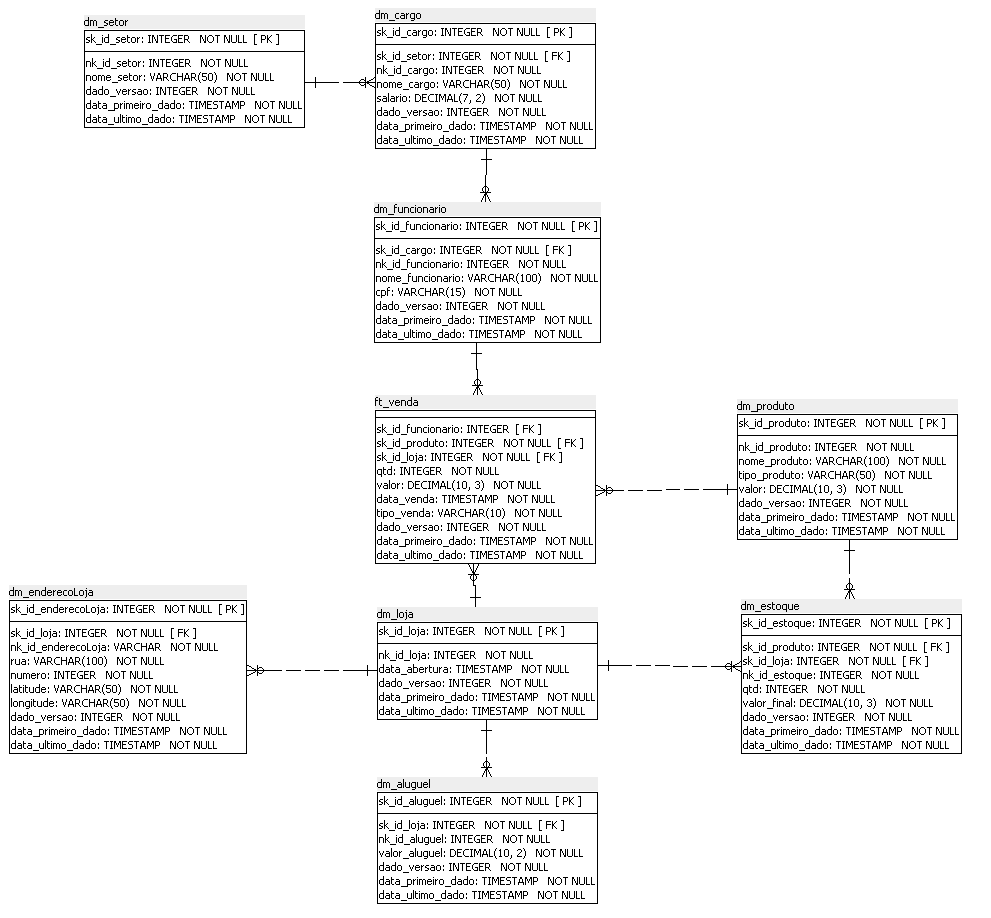 dm_setor
sk_id_setor: INTEGER NOT NULL [ PK ]
nk_id_setor: INTEGER NOT NULL
nome_setor: VARCHAR(50) NOT NULL
dado_versao: INTEGER NOT NULL
data_primeiro_dado: TIMESTAMP NOT NULL
data_ultimo_dado: TIMESTAMP NOT NULL
dm_cargo
sk_id_cargo: INTEGER NOT NULL [ PK ]
sk_id_setor: INTEGER NOT NULL [ FK ]
nk_id_cargo: INTEGER NOT NULL
nome_cargo: VARCHAR(50) NOT NULL
salario: DECIMAL(7, 2) NOT NULL
dado_versao: INTEGER NOT NULL
data_primeiro_dado: TIMESTAMP NOT NULL
data_ultimo_dado: TIMESTAMP NOT NULL
dm_funcionario
sk_id_funcionario: INTEGER NOT NULL [ PK ]
sk_id_cargo: INTEGER NOT NULL [ FK ]
nk_id_funcionario: INTEGER NOT NULL
nome_funcionario: VARCHAR(100) NOT NULL
cpf: VARCHAR(15) NOT NULL
dado_versao: INTEGER NOT NULL
data_primeiro_dado: TIMESTAMP NOT NULL
data_ultimo_dado: TIMESTAMP NOT NULL
ft_venda
sk_id_funcionario: INTEGER [ FK ]
sk_id_produto: INTEGER NOT NULL [ FK ]
sk_id_loja: INTEGER NOT NULL [ FK ]
qtd: INTEGER NOT NULL
valor: DECIMAL(10, 3) NOT NULL
data_venda: TIMESTAMP NOT NULL
tipo_venda: VARCHAR(10) NOT NULL
dado_versao: INTEGER NOT NULL
data_primeiro_dado: TIMESTAMP NOT NULL
data_ultimo_dado: TIMESTAMP NOT NULL
dm_produto
sk_id_produto: INTEGER NOT NULL [ PK ]
nk_id_produto: INTEGER NOT NULL
nome_produto: VARCHAR(100) NOT NULL
tipo_produto: VARCHAR(50) NOT NULL
valor: DECIMAL(10, 3) NOT NULL
dado_versao: INTEGER NOT NULL
data_primeiro_dado: TIMESTAMP NOT NULL
data_ultimo_dado: TIMESTAMP NOT NULL
dm_enderecoLoja
sk_id_enderecoLoja: INTEGER NOT NULL [ PK ]
sk_id_loja: INTEGER NOT NULL [ FK ]
nk_id_enderecoLoja: VARCHAR NOT NULL
rua: VARCHAR(100) NOT NULL
numero: INTEGER NOT NULL
latitude: VARCHAR(50) NOT NULL
longitude: VARCHAR(50) NOT NULL
dado_versao: INTEGER NOT NULL
data_primeiro_dado: TIMESTAMP NOT NULL
data_ultimo_dado: TIMESTAMP NOT NULL
dm_loja
sk_id_loja: INTEGER NOT NULL [ PK ]
nk_id_loja: INTEGER NOT NULL
data_abertura: TIMESTAMP NOT NULL
dado_versao: INTEGER NOT NULL
data_primeiro_dado: TIMESTAMP NOT NULL
data_ultimo_dado: TIMESTAMP NOT NULL
dm_estoque
sk_id_estoque: INTEGER NOT NULL [ PK ]
sk_id_produto: INTEGER NOT NULL [ FK ]
sk_id_loja: INTEGER NOT NULL [ FK ]
nk_id_estoque: INTEGER NOT NULL
qtd: INTEGER NOT NULL
valor_final: DECIMAL(10, 3) NOT NULL
dado_versao: INTEGER NOT NULL
data_primeiro_dado: TIMESTAMP NOT NULL
data_ultimo_dado: TIMESTAMP NOT NULL
dm_aluguel
sk_id_aluguel: INTEGER NOT NULL [ PK ]
sk_id_loja: INTEGER NOT NULL [ FK ]
nk_id_aluguel: INTEGER NOT NULL
valor_aluguel: DECIMAL(10, 2) NOT NULL
dado_versao: INTEGER NOT NULL
data_primeiro_dado: TIMESTAMP NOT NULL
data_ultimo_dado: TIMESTAMP NOT NULL